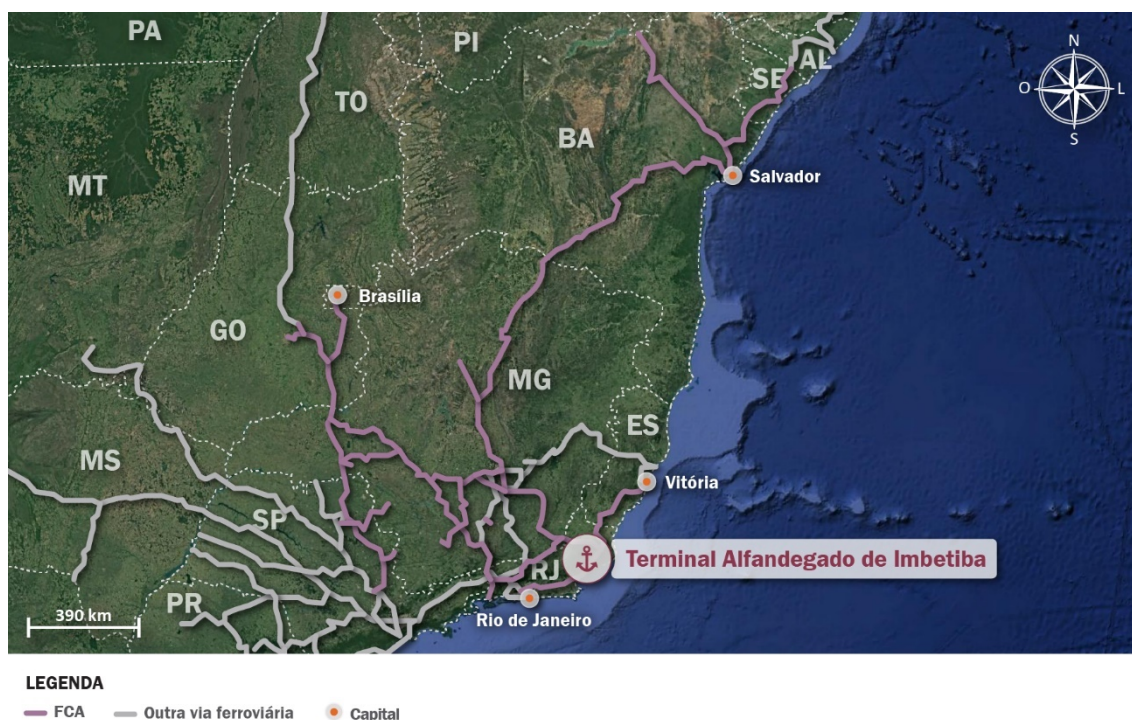 PA
PI
TO
AL
SE
N
O
L
S
BA
MT
Salvador
Brasília
GO
MG
ES
MS
Vitória
SP
Terminal Alfandegado de Imbetiba
RJ
PR
390 km
Rio de Janeiro
LEGENDA
FCA Outra via ferroviária Capital